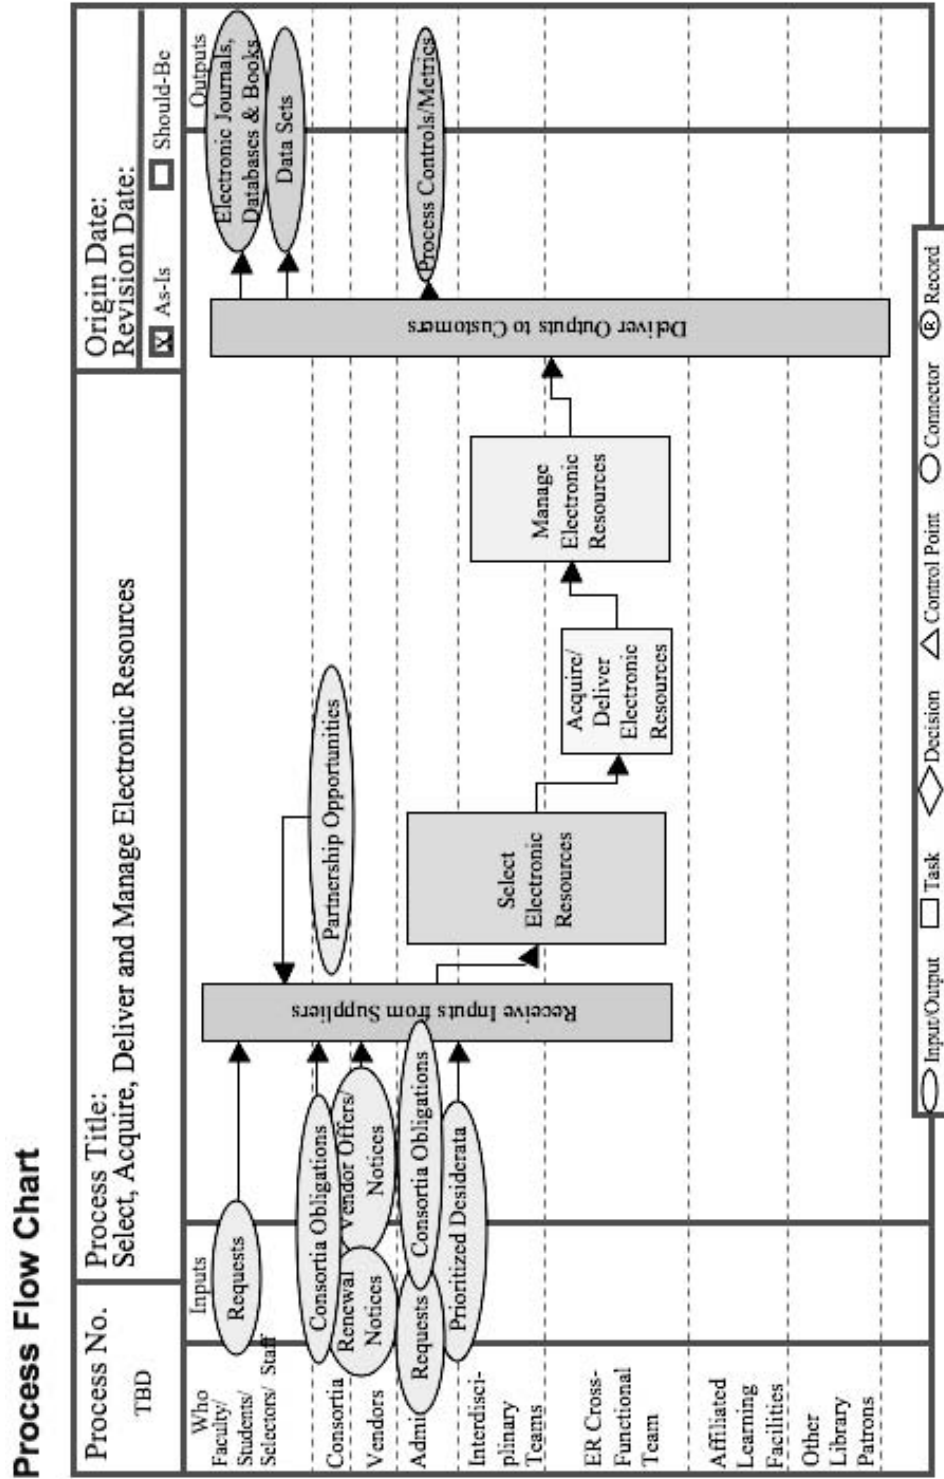 Process Flow Chart
Process No.
TBD
Process Title:
Select, Acquire, Deliver and Manage Electronic Resources
Origin Date:
Revision Date:
X As-Is
Should-Be
Who
Inputs
Outputs
Faculty/
Students/
Selectors/ Staff
Consortia
Vendors
Admi
Interdisci-
plinary
Teams
ER Cross-
Functional
Team
Affiliated
Learning
Facilities
Other
Library
Patrons
Requests
Consortia Obligations
Renewal
Notices
Vendor Offers/
Notices
Requests
Consortia Obligations
Prioritized Desiderata
Receive Inputs from Suppliers
Partnership Opportunities
Select
Electronic
Resources
Acquire/
Deliver
Electronic
Resources
Manage
Electronic
Resources
Deliver Outputs to Customers
Electronic Journals,
Databases & Books
Data Sets
Process Controls/Metrics
Input/Output
Task
Decision
Control Point
Connector
R Record